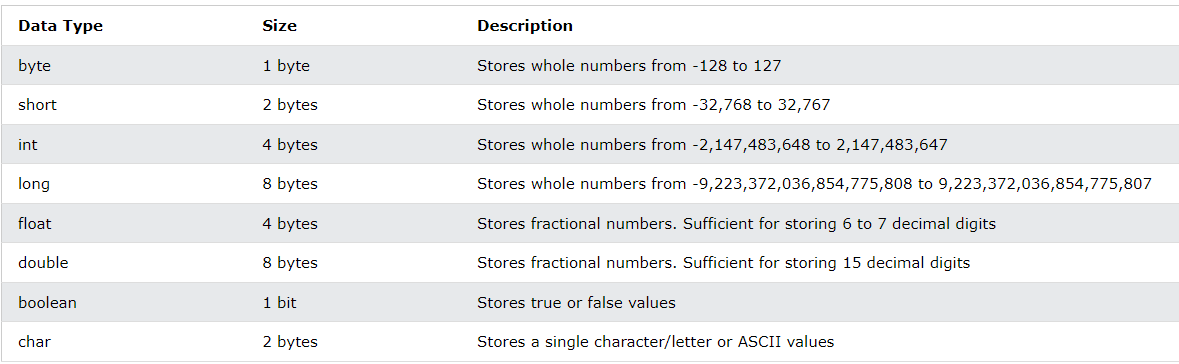 Data Type Size Description
byte 1 byte Stores whole numbers from -128 to 127
short 2 bytes Stores whole numbers from -32,768 to 32,767
int 4 bytes Stores whole numbers from -2,147,483,648 to 2,147,483,647
long 8 bytes Stores whole numbers from -9,223,372,036,854,775,808 to 9,223,372,036,854,775,807
float 4 bytes Stores fractional numbers. Sufficient for storing 6 to 7 decimal digits
double 8 bytes Stores fractional numbers. Sufficient for storing 15 decimal digits
boolean 1 bit Stores true or false values
char 2 bytes Stores a single character/letter or ASCII values